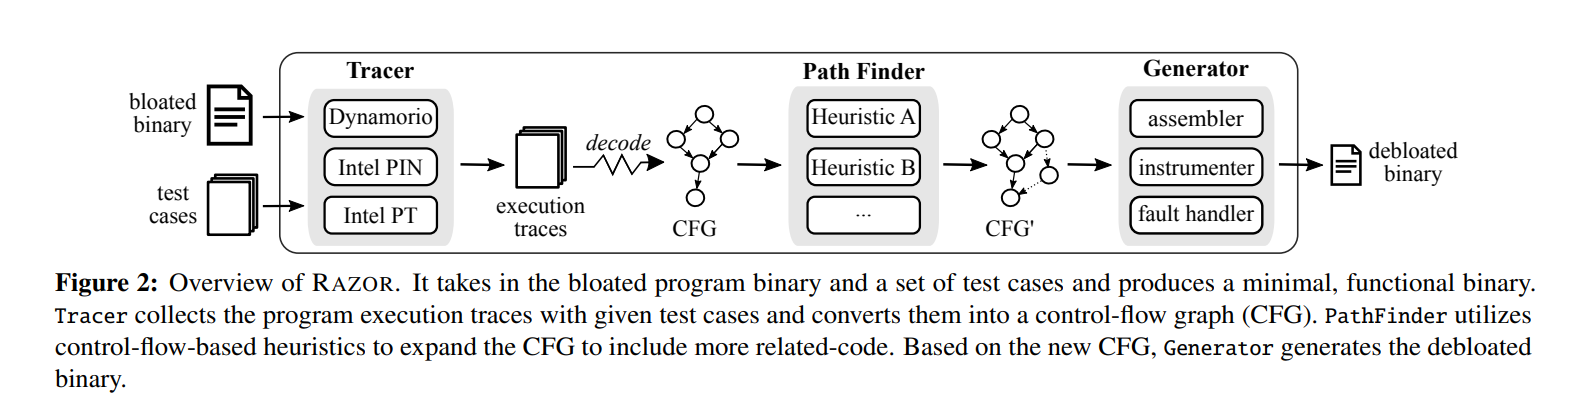 Tracer
Path Finder
Generator
bloated
binary
test
cases
Dynamorio
Intel PIN
Intel PT
execution
traces
decode
CFG
Heuristic A
Heuristic B
...
CFG'
assembler
instrumenter
fault handler
debloated
binary
Figure 2: Overview of RAZOR. It takes in the bloated program binary and a set of test cases and produces a minimal, functional binary.
Tracer collects the program execution traces with given test cases and converts them into a control-flow graph (CFG). PathFinder utilizes
control-flow-based heuristics to expand the CFG to include more related-code. Based on the new CFG, Generator generates the debloated
binary.